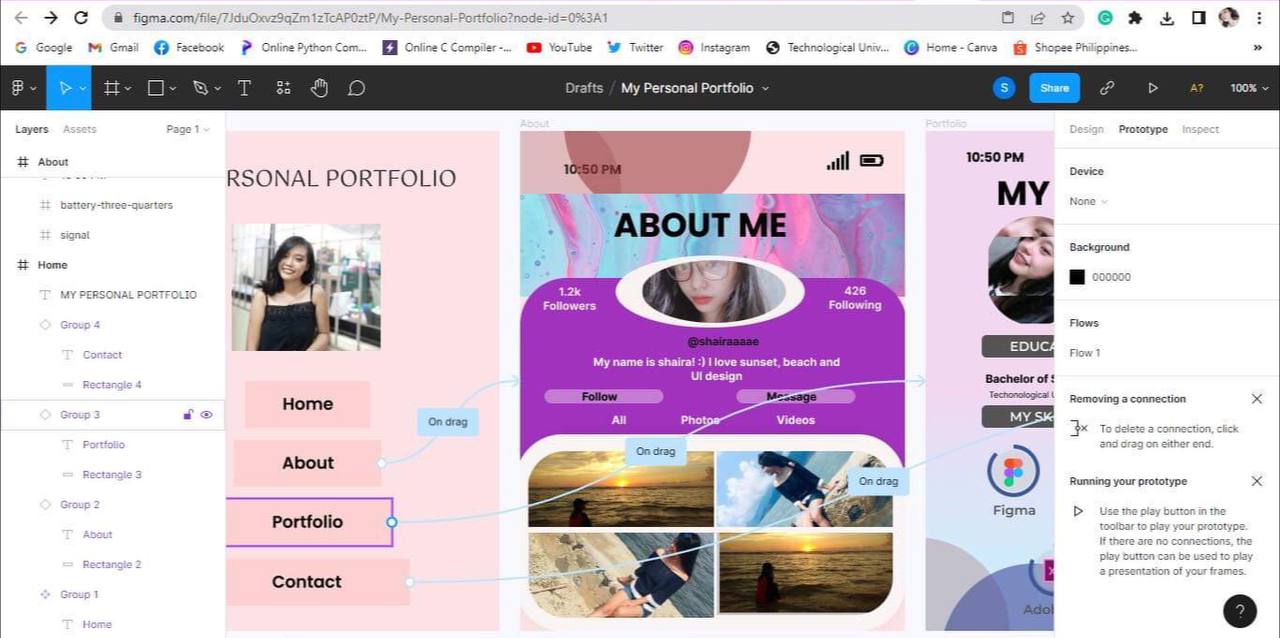 figma.com/file/7JduOxvz9qZm1zTcAP0ztP/My-Personal-Portfolio?node-id=0%3A1
Google Gmail Facebook Online Python Com... Online C Compiler -... YouTube Twitter Instagram Technological Univ... Home - Canva Shopee Philippines... »
Drafts / My Personal Portfolio
S Share A? 100%
Layers Assets Page 1
About
battery-three-quarters
signal
Home
MY PERSONAL PORTFOLIO
Group 4
Contact
Rectangle 4
Group 3
Portfolio
Rectangle 3
Group 2
About
Rectangle 2
Group 1
Home
RSONAL PORTFOLIO
Home
About
Portfolio
Contact
On drag
On drag
On drag
About
10:50 PM
ABOUT ME
1.2k
Followers
426
Following
@shairaaaae
My name is shaira! :) I love sunset, beach and
UI design
Follow Message
All Photos Videos
Portfolio
10:50 PM
MY
EDUCA
Bachelor of S
Techonological U
MY SK
Figma
Adob
Design Prototype Inspect
Device
None
Background
000000
Flows
Flow 1
Removing a connection
To delete a connection, click
and drag on either end.
Running your prototype
Use the play button in the
toolbar to play your prototype.
If there are no connections, the
play button can be used to play
a presentation of your frames.
?